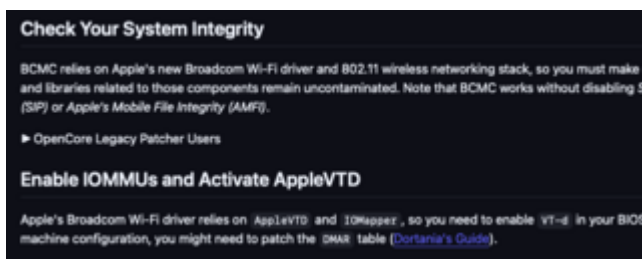 Check Your System Integrity
BCMC relies on Apple's new Broadcom Wi-Fi driver and 802.11 wireless networking stack, so you must make
and libraries related to those components remain uncontaminated. Note that BCMC works without disabling S
(SIP) or Apple's Mobile File Integrity (AMFI).
▶ OpenCore Legacy Patcher Users
Enable IOMMUs and Activate AppleVTD
Apple's Broadcom Wi-Fi driver relies on AppleVTD and IOMapper, so you need to enable VT-d in your BIOS
machine configuration, you might need to patch the DMAR table (Dortania's Guide).